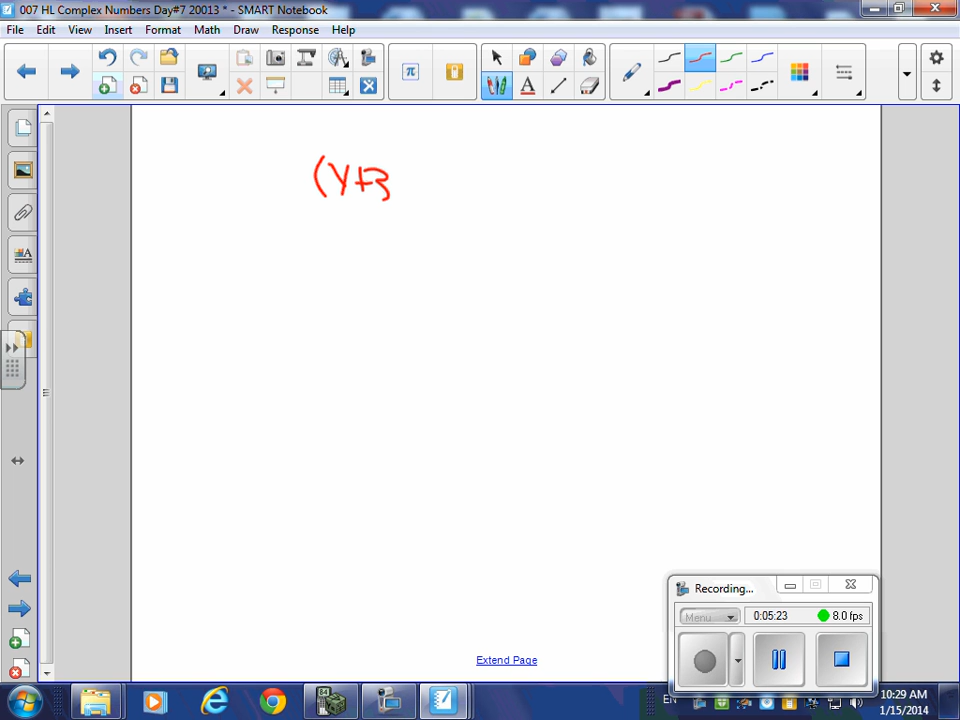 007 HL Complex Numbers Day#7 20013 * - SMART Notebook
File Edit View Insert Format Math Draw Response Help
(y+3
Recording...
Menu 0:05:23 8.0 fps
Extend Page
EN
10:29 AM
1/15/2014